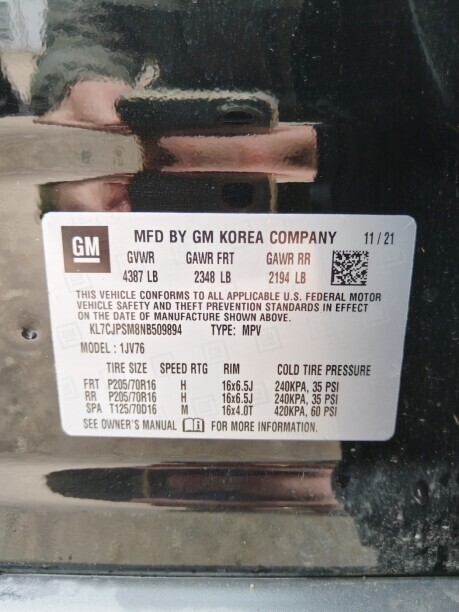 GM MFD BY GM KOREA COMPANY 11/21
GVWR GAWR FRT GAWR RR
4387 LB 2348 LB 2194 LB
THIS VEHICLE CONFORMS TO ALL APPLICABLE U.S. FEDERAL MOTOR
VEHICLE SAFETY AND THEFT PREVENTION STANDARDS IN EFFECT
ON THE DATE OF MANUFACTURE SHOWN ABOVE.
KL7CJPSM8NB509894 TYPE: MPV
MODEL: 1JV76
TIRE SIZE SPEED RTG RIM COLD TIRE PRESSURE
FRT P205/70R16 H 16x6.5J 240KPA, 35 PSI
RR P205/70R16 H 16x6.5J 240KPA, 35 PSI
SPA T125/70D16 M 16x4.0T 420KPA, 60 PSI
SEE OWNER'S MANUAL FOR MORE INFORMATION.